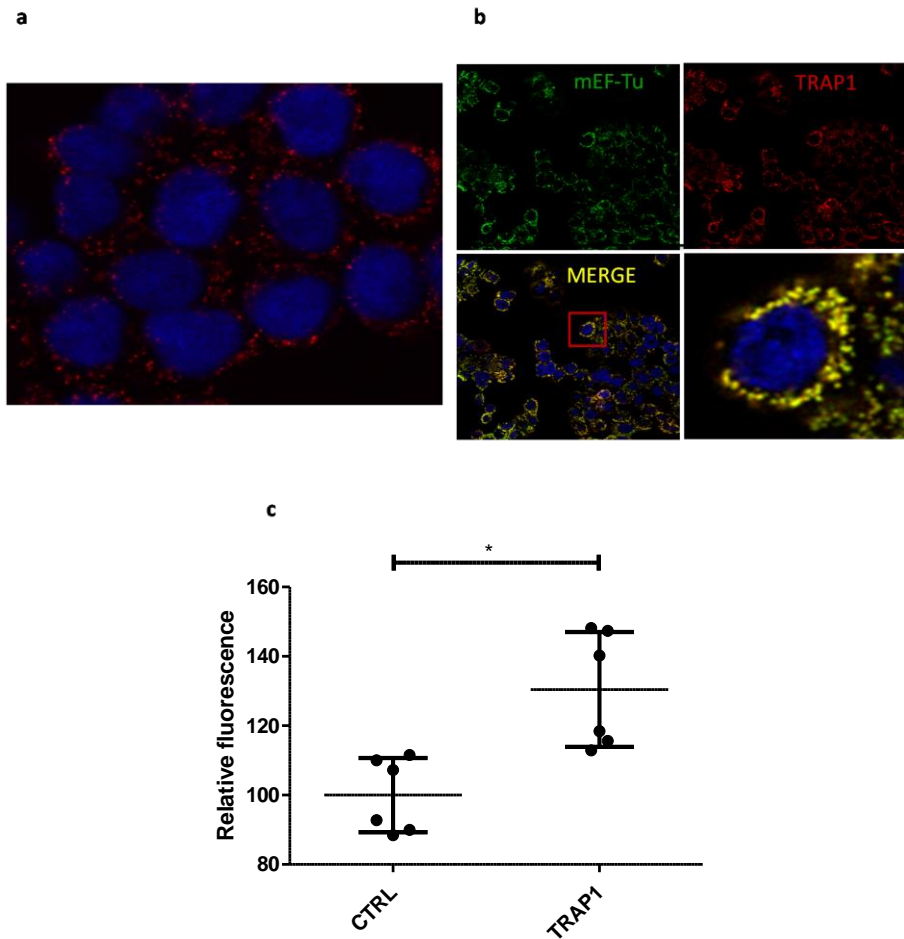 a
b
mEF-Tu
TRAP1
MERGE
c
*
160
140
120
100
80
Relative fluorescence
CTRL
TRAP1